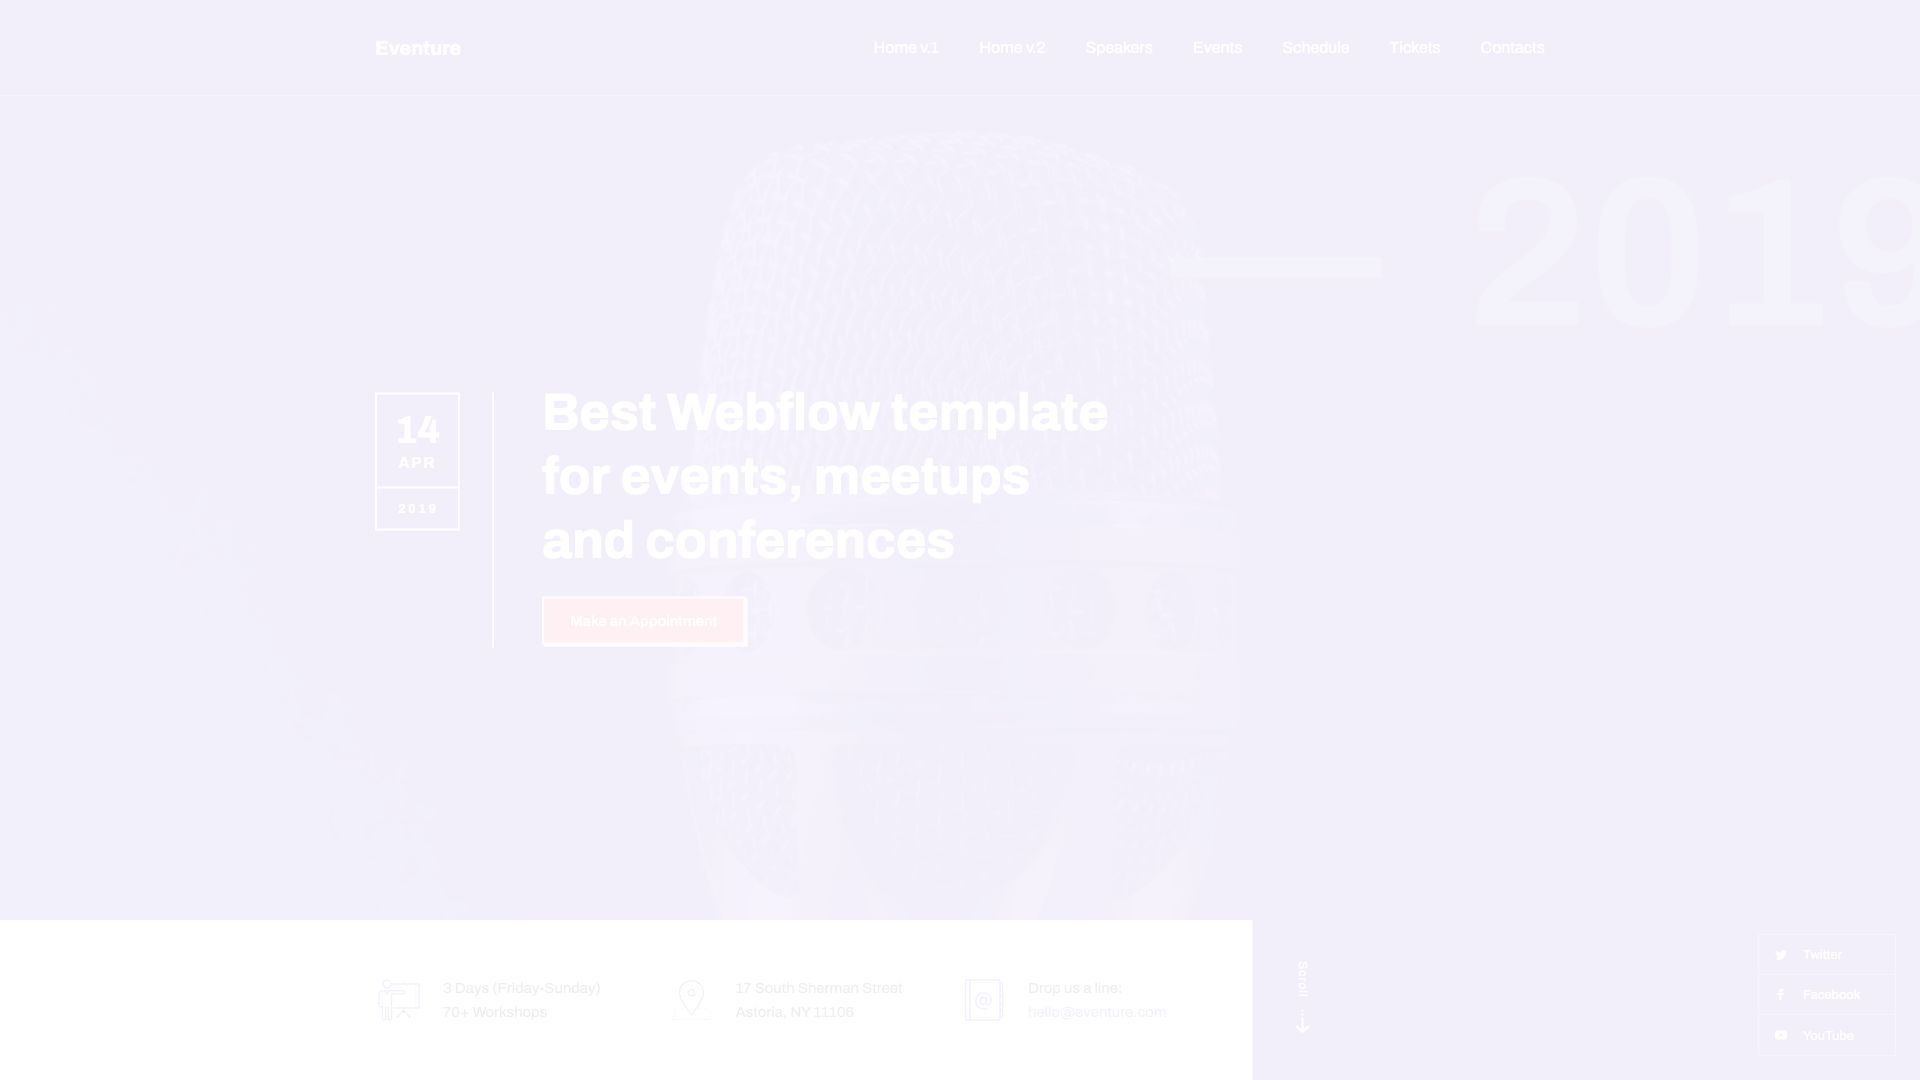 Eventure
Home v.1
Home v.2
Speakers
Events
Schedule
Tickets
Contacts
2019
14
APR
2019
Best Webflow template
for events, meetups
and conferences
Make an Appointment
3 Days (Friday-Sunday)
70+ Workshops
17 South Sherman Street
Astoria, NY 11106
@
Drop us a line:
hello@eventure.com
Scroll
Twitter
Facebook
YouTube